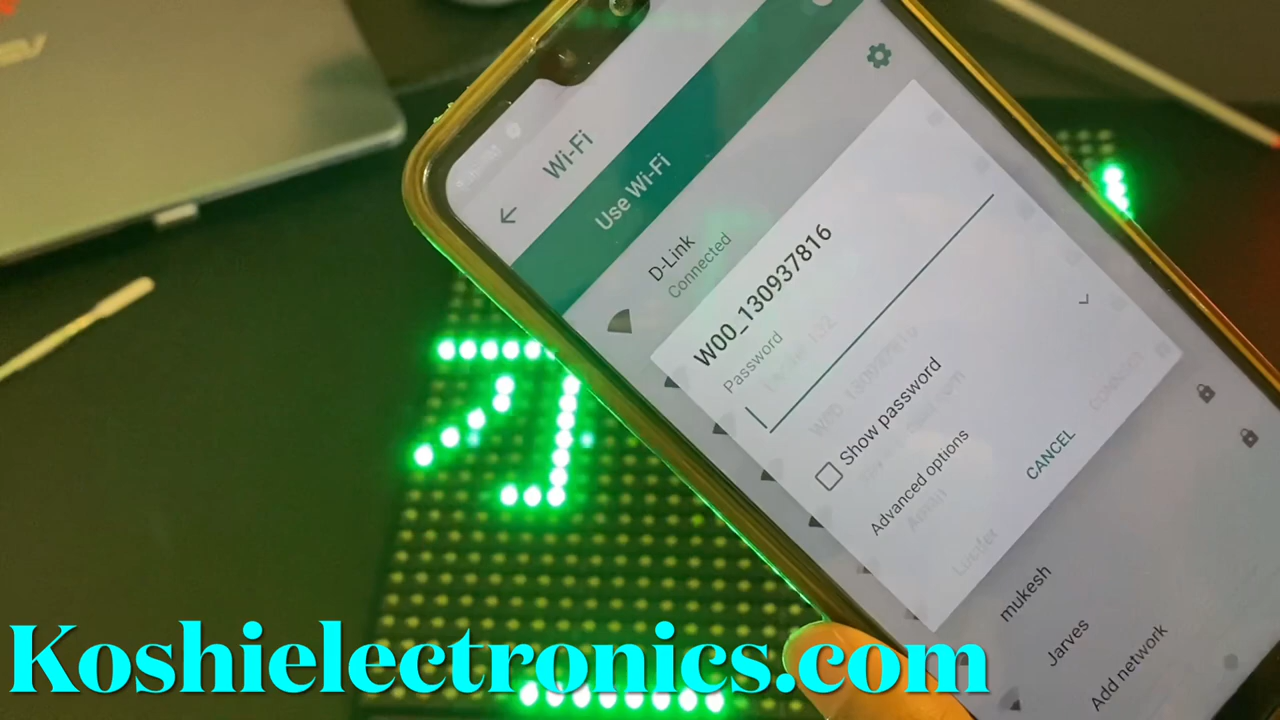 Wi-Fi
Use Wi-Fi
D-Link
Connected
W00_130937816
Password
Show password
Advanced options
CANCEL
mukesh
Jarves
Add network
Koshielectronics.com